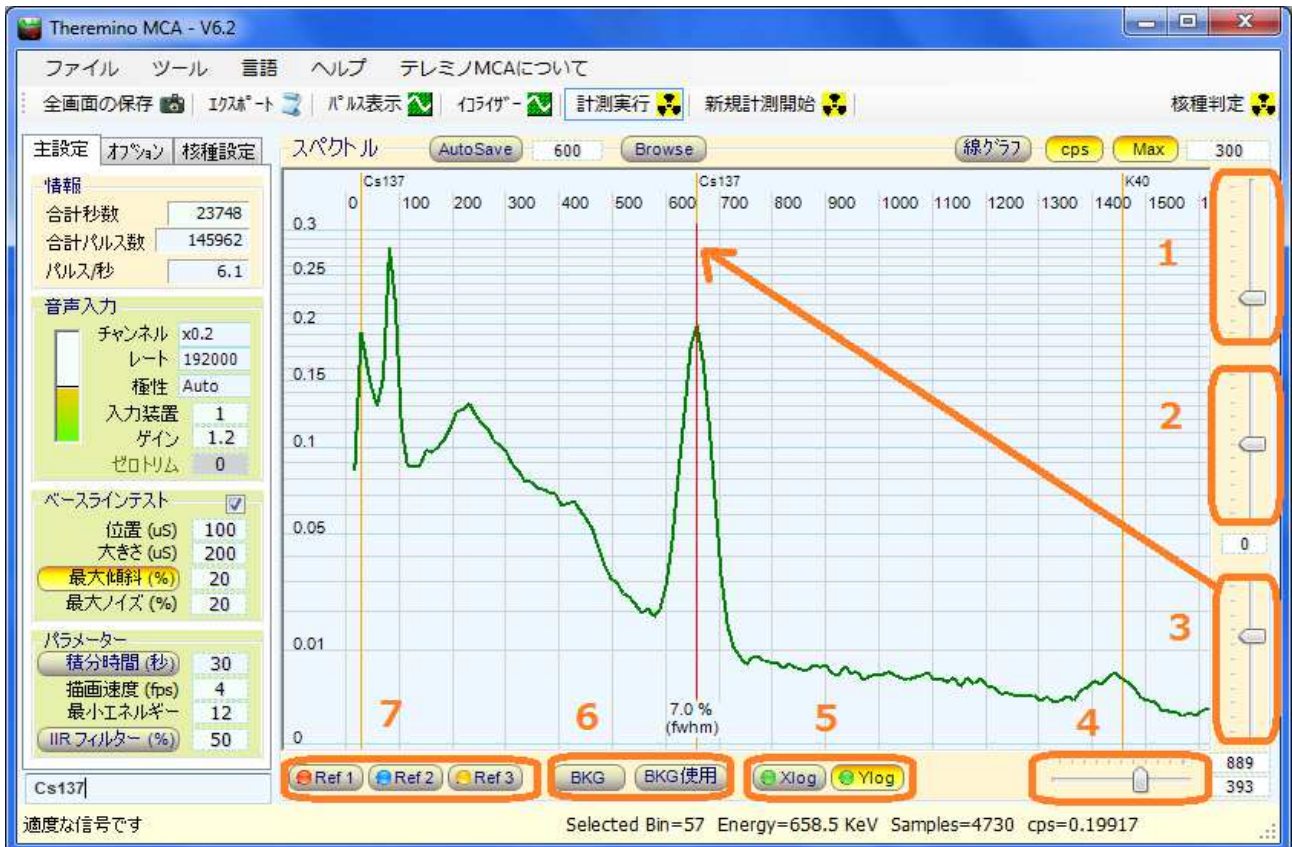 Theremino MCA - V6.2
ファイル ツール 言語 ヘルプ テレミノMCAについて
全画面の保存 エクスポート パルス表示 イコライザー 計測実行 新規計測開始 核種判定
主設定 オプション 核種設定
情報
合計秒数 23748
合計パルス数 145962
パルス/秒 6.1
音声入力
チャンネル x0.2
レート 192000
極性 Auto
入力装置 1
ゲイン 1.2
ゼロトリム 0
ベースラインテスト
位置 (uS) 100
大きさ (uS) 200
最大傾斜 (%) 20
最大ノイズ (%) 20
パラメーター
積分時間 (秒) 30
描画速度 (fps) 4
最小エネルギー 12
IIR フィルター (%) 50
Cs137
スペクトル AutoSave 600 Browse 線グラフ cps Max 300
Cs137 Cs137 K40
0 100 200 300 400 500 600 700 800 900 1000 1100 1200 1300 1400 1500 1
0.3
0.25
0.2
0.15
0.1
0.05
0.01
0
1
2
0
3
7 6 7.0 % 5 4
(fwhm)
Ref 1 Ref 2 Ref 3 BKG BKG使用 Xlog Ylog 889
393
適度な信号です Selected Bin=57 Energy=658.5 KeV Samples=4730 cps=0.19917